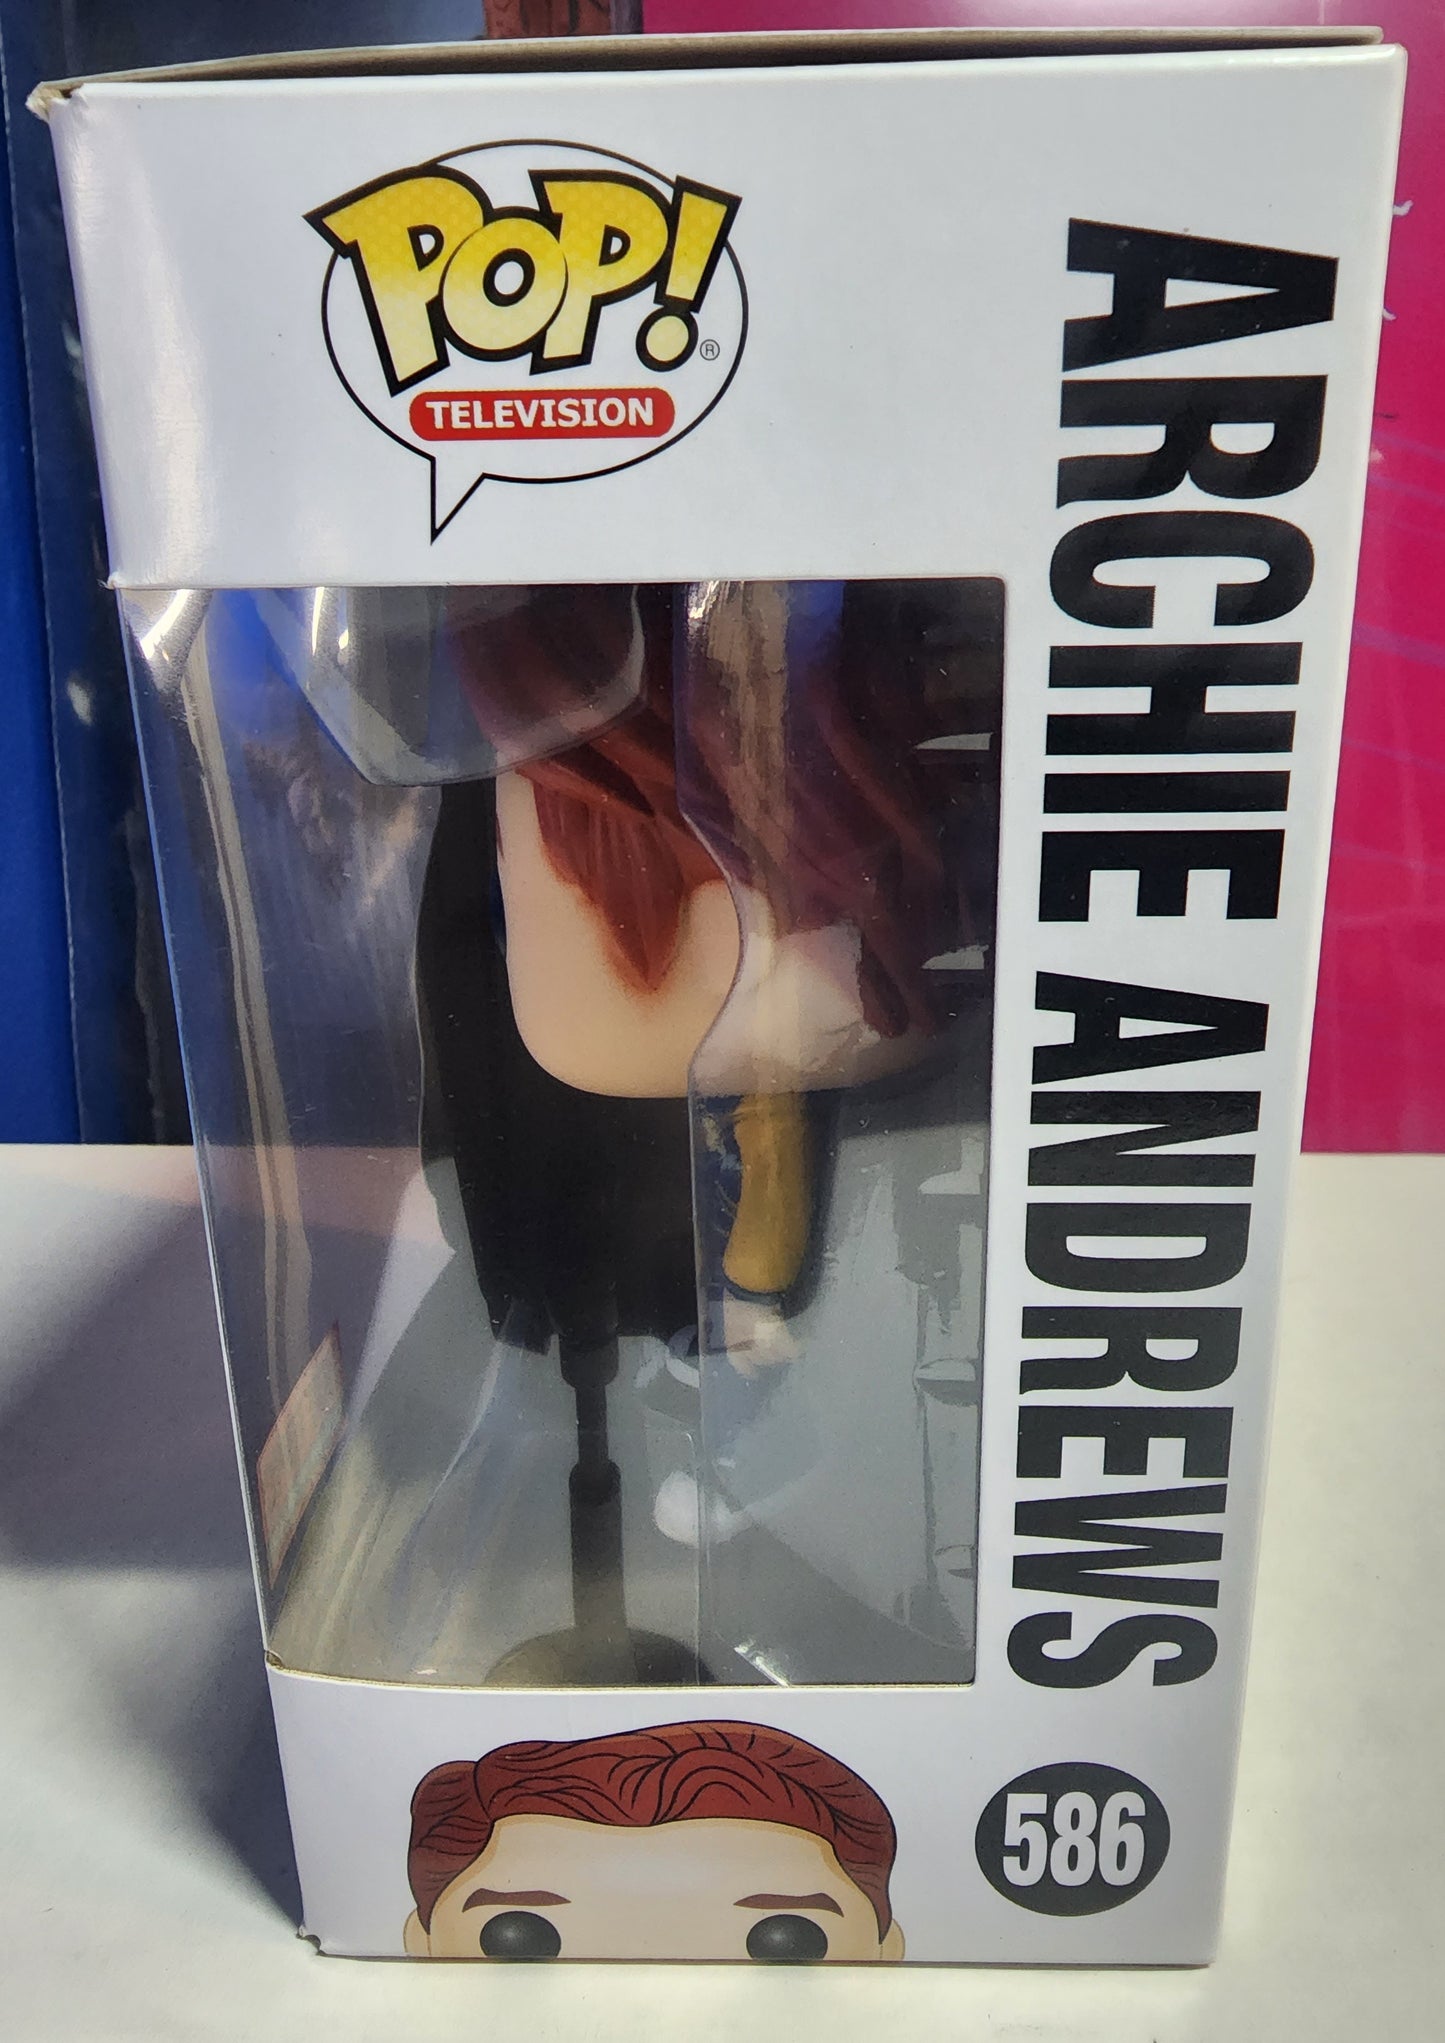 POP!®
TELEVISION
ARCHIE ANDREWS
586